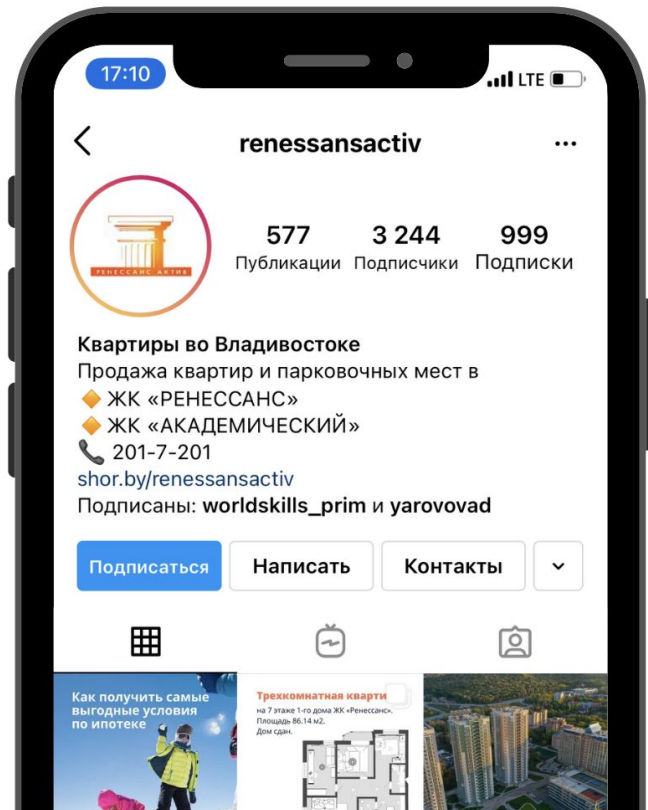 17:10
LTE
renessansactiv
577
3 244
999
Публикации
Подписчики
Подписки
РЕНЕССАНС АКТИВ
Квартиры во Владивостоке
Продажа квартир и парковочных мест в
🔶 ЖК «РЕНЕССАНС»
🔶 ЖК «АКАДЕМИЧЕСКИЙ»
📞 201-7-201
shor.by/renessansactiv
Подписаны: worldskills_prim и yarovovad
Подписаться
Написать
Контакты
Как получить самые
выгодные условия
по ипотеке
Трехкомнатная кварти
на 7 этаже 1-го дома ЖК «Ренессанс».
Площадь 86.14 м2.
Дом сдан.